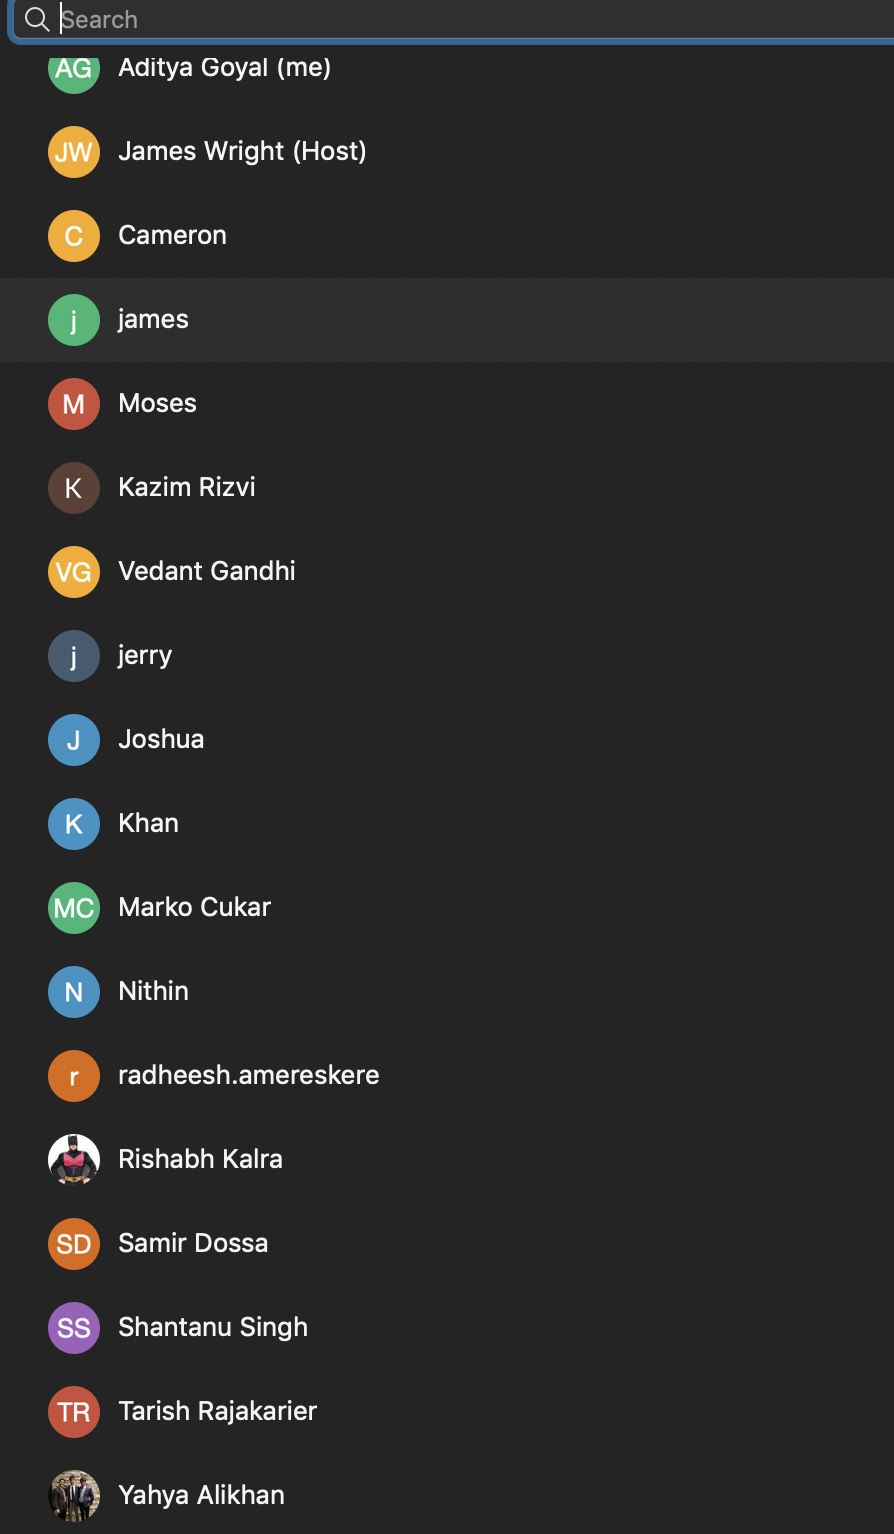 Search
AG Aditya Goyal (me)
JW James Wright (Host)
C Cameron
j james
M Moses
K Kazim Rizvi
VG Vedant Gandhi
j jerry
J Joshua
K Khan
MC Marko Cukar
N Nithin
r radheesh.amereskere
Rishabh Kalra
SD Samir Dossa
SS Shantanu Singh
TR Tarish Rajakarier
Yahya Alikhan